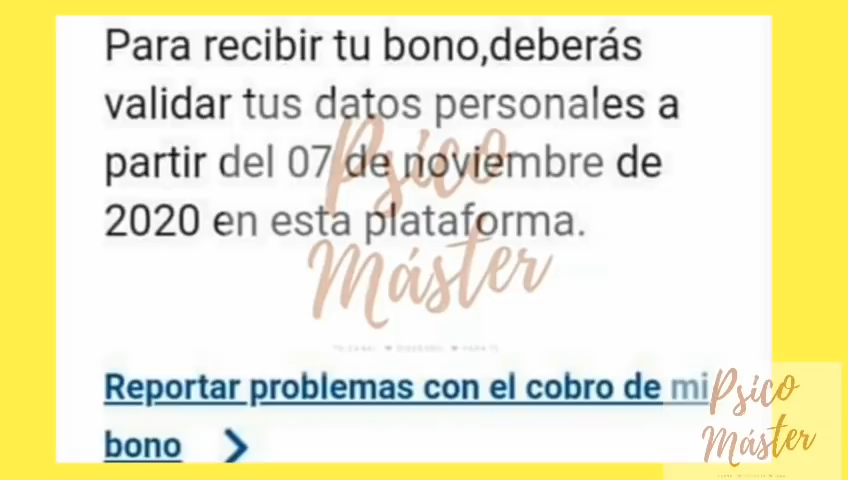 Para recibir tu bono,deberás
validar tus datos personales a
partir del 07 de noviembre de
2020 en esta plataforma.
Psico
Máster
Reportar problemas con el cobro de mi
bono
Psico
Máster